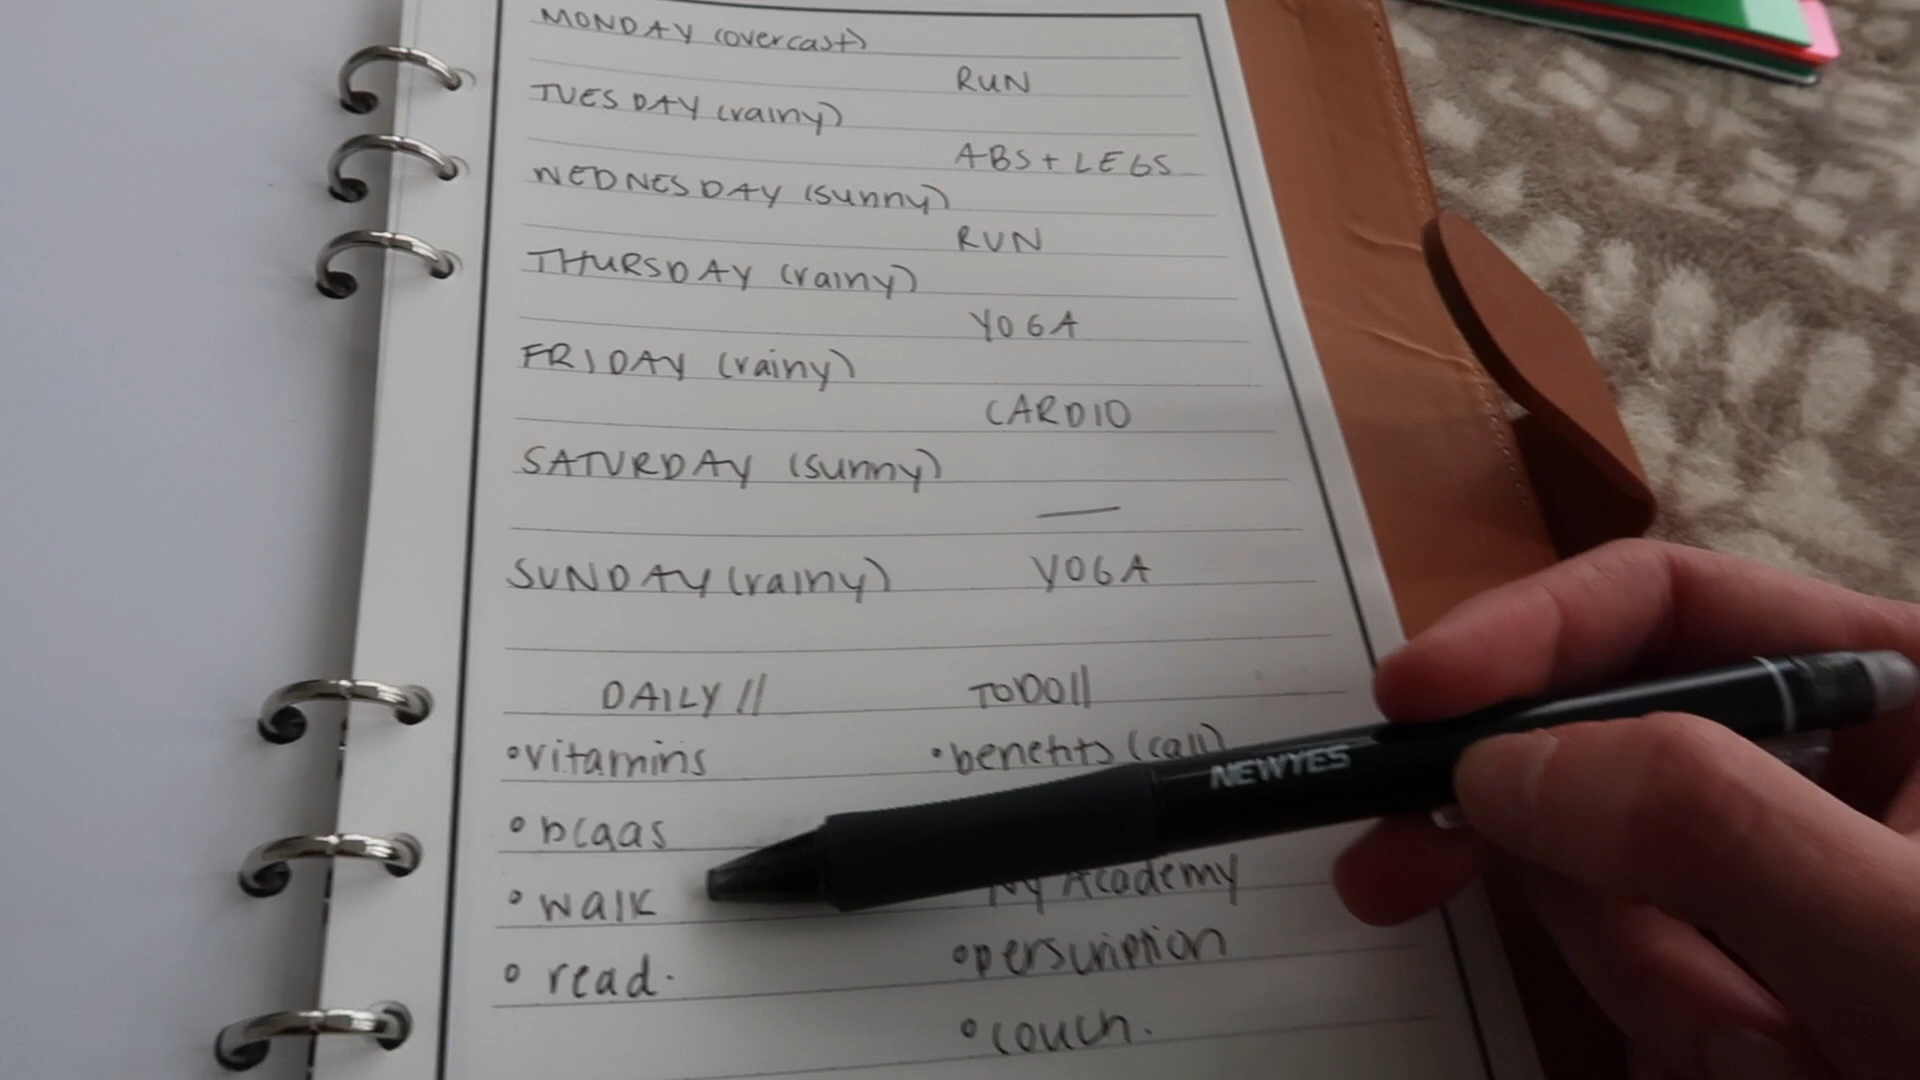 MONDAY (overcast)
RUN
TUESDAY (rainy)
ABS + LEGS
WEDNESDAY (sunny)
RUN
THURSDAY (rainy)
YOGA
FRIDAY (rainy)
CARDIO
SATURDAY (sunny)
—
SUNDAY (rainy) YOGA
DAILY // TODO//
•vitamins •benefits (call)
NEWYES
•bcaas
•walk Academy
•read. •persuription
•couch.